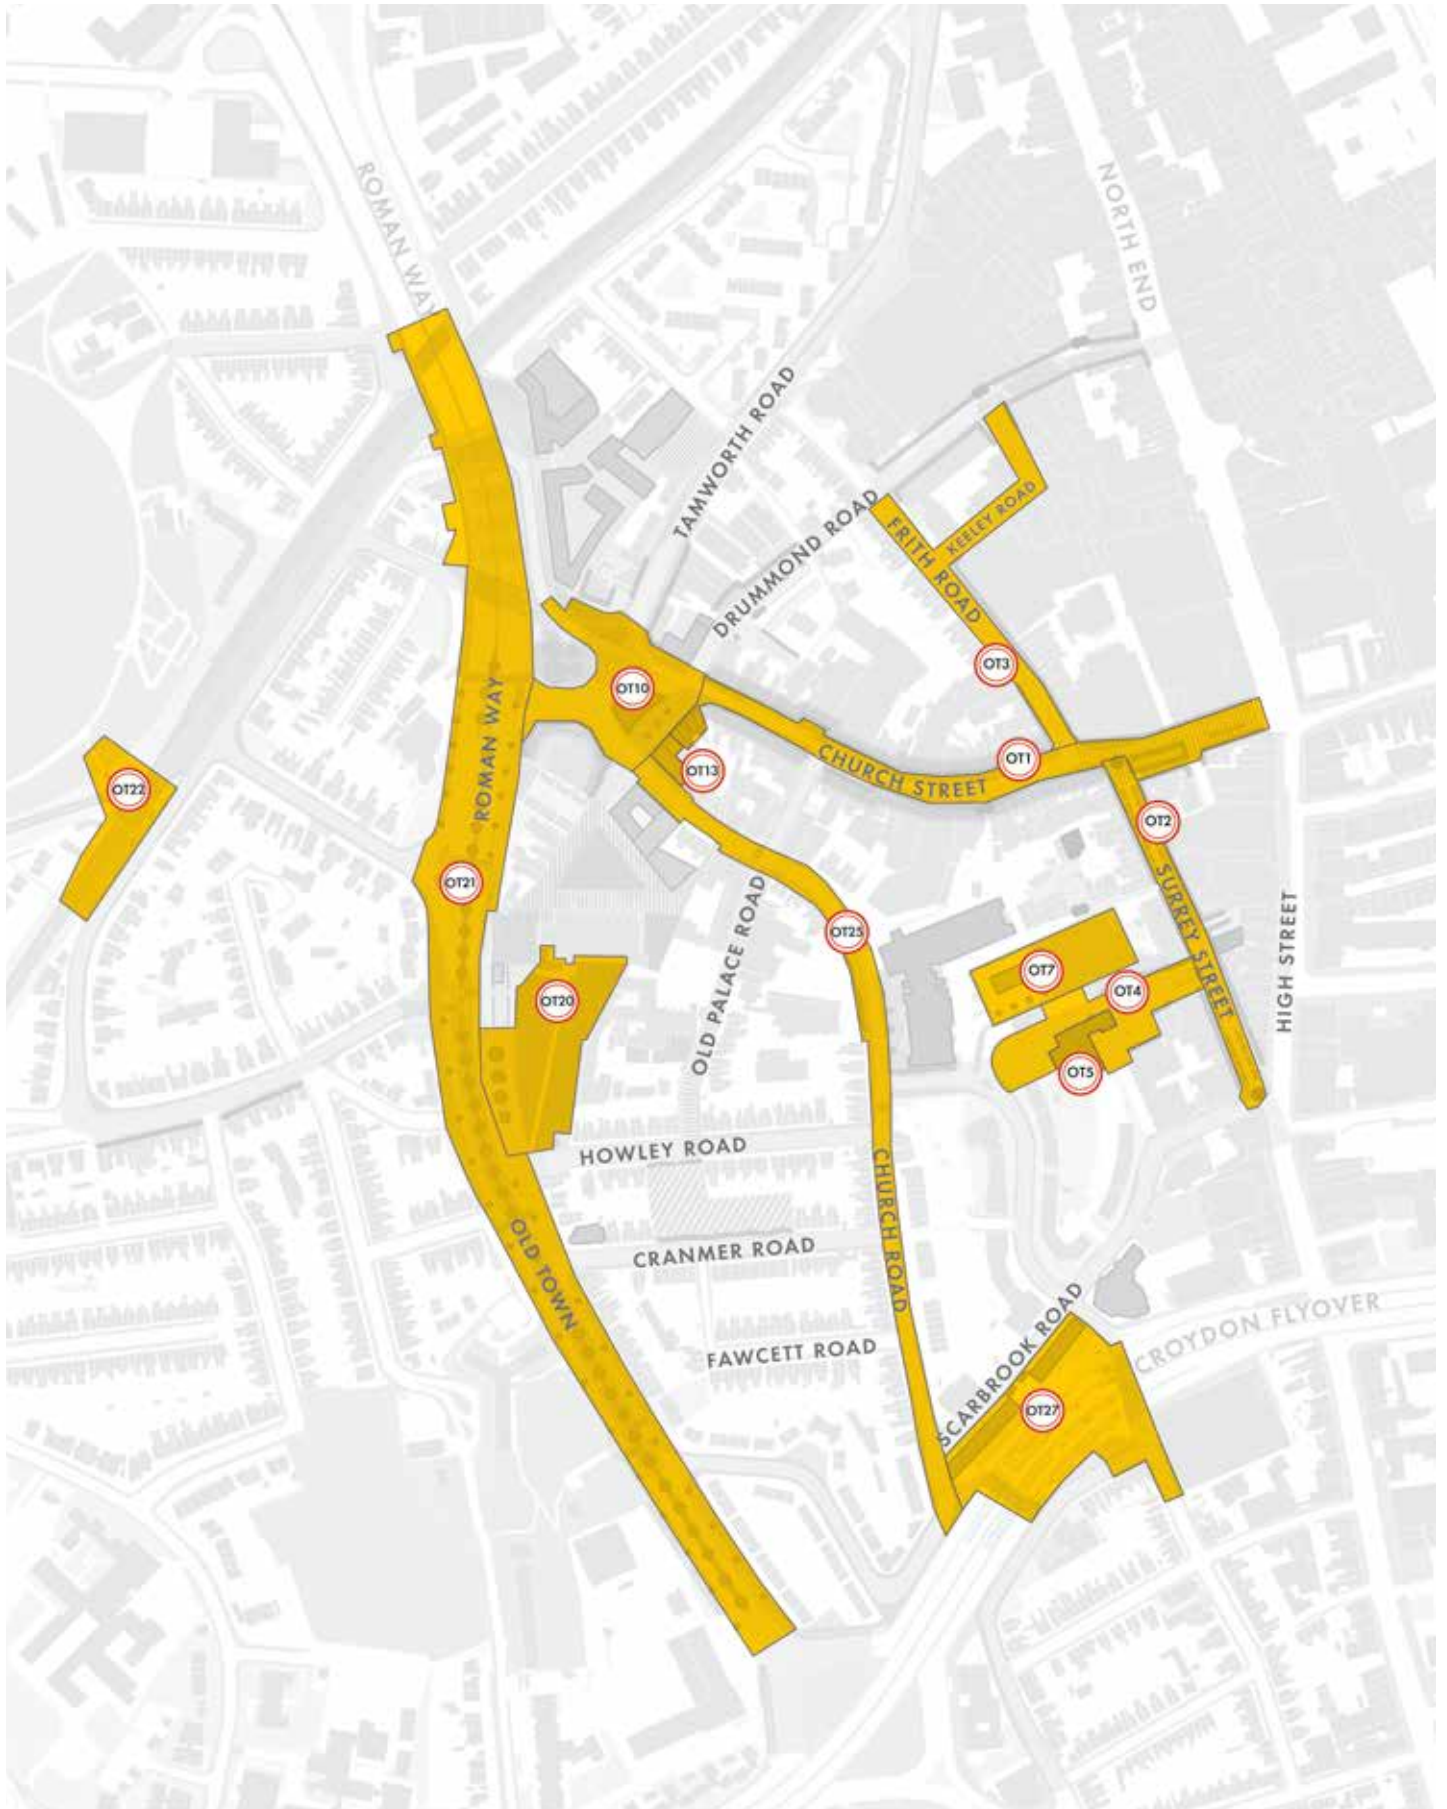 ROMAN WAY
NORTH END
TAMWORTH ROAD
DRUMMOND ROAD
KEELEY ROAD
FRITH ROAD
OT3
OT10
ROMAN WAY
OT13
CHURCH STREET
OT1
OT22
OT2
OT21
SURREY STREET
OT25
OLD PALACE ROAD
HIGH STREET
OT7
OT4
OT20
OT5
HOWLEY ROAD
CHURCH ROAD
OLD TOWN
CRANMER ROAD
SCARBROOK ROAD
CROYDON FLYOVER
FAWCETT ROAD
OT27